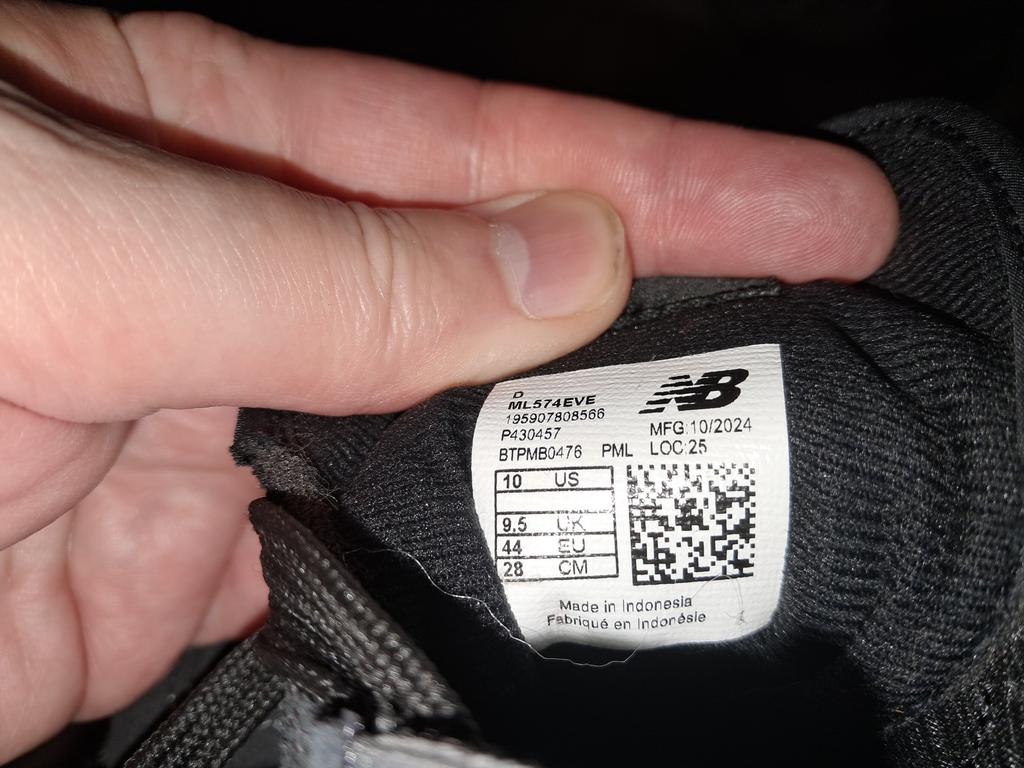 D
ML574EVE
195907808566
P430457
BTPMB0476 PML
NB
MFG:10/2024
LOC:25
10 US
9.5 UK
44 EU
28 CM
Made in Indonesia
Fabriqué en Indonésie